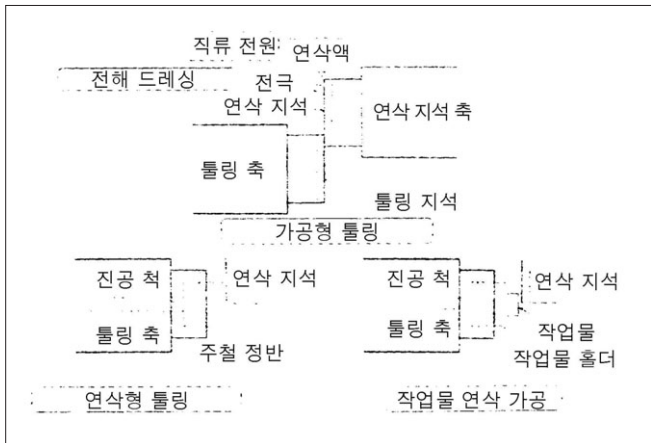 직류 전원 연삭액
전해 드레싱 전극
연삭 지석 연삭 지석 축
툴링 축
툴링 지석
가공형 툴링
진공 척 연삭 지석 진공 척 연삭 지석
툴링 축 툴링 축 작업물
주철 정반 작업물 홀더
연삭형 툴링 작업물 연삭 가공